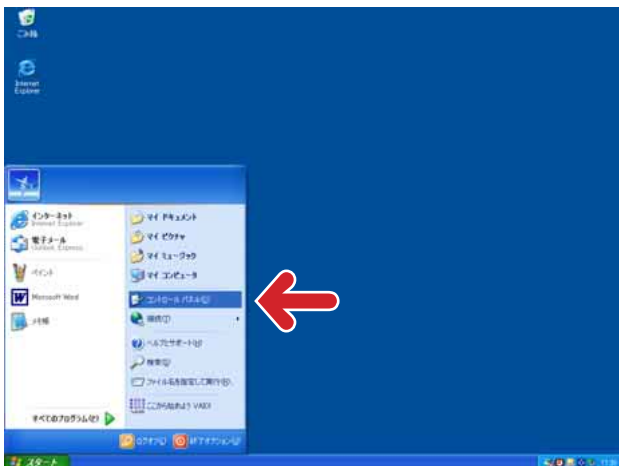 ごみ箱
Internet
Explorer
インターネット
Internet Explorer
電子メール
Outlook Express
ペイント
Microsoft Word
メモ帳
すべてのプログラム(P)
マイ ドキュメント
マイ ピクチャ
マイ ミュージック
マイ コンピュータ
コントロール パネル(C)
接続(T)
ヘルプとサポート(H)
検索(S)
ファイル名を指定して実行(R)...
ここから始めよう VAIO!
ログオフ(L)
終了オプション(U)
スタート